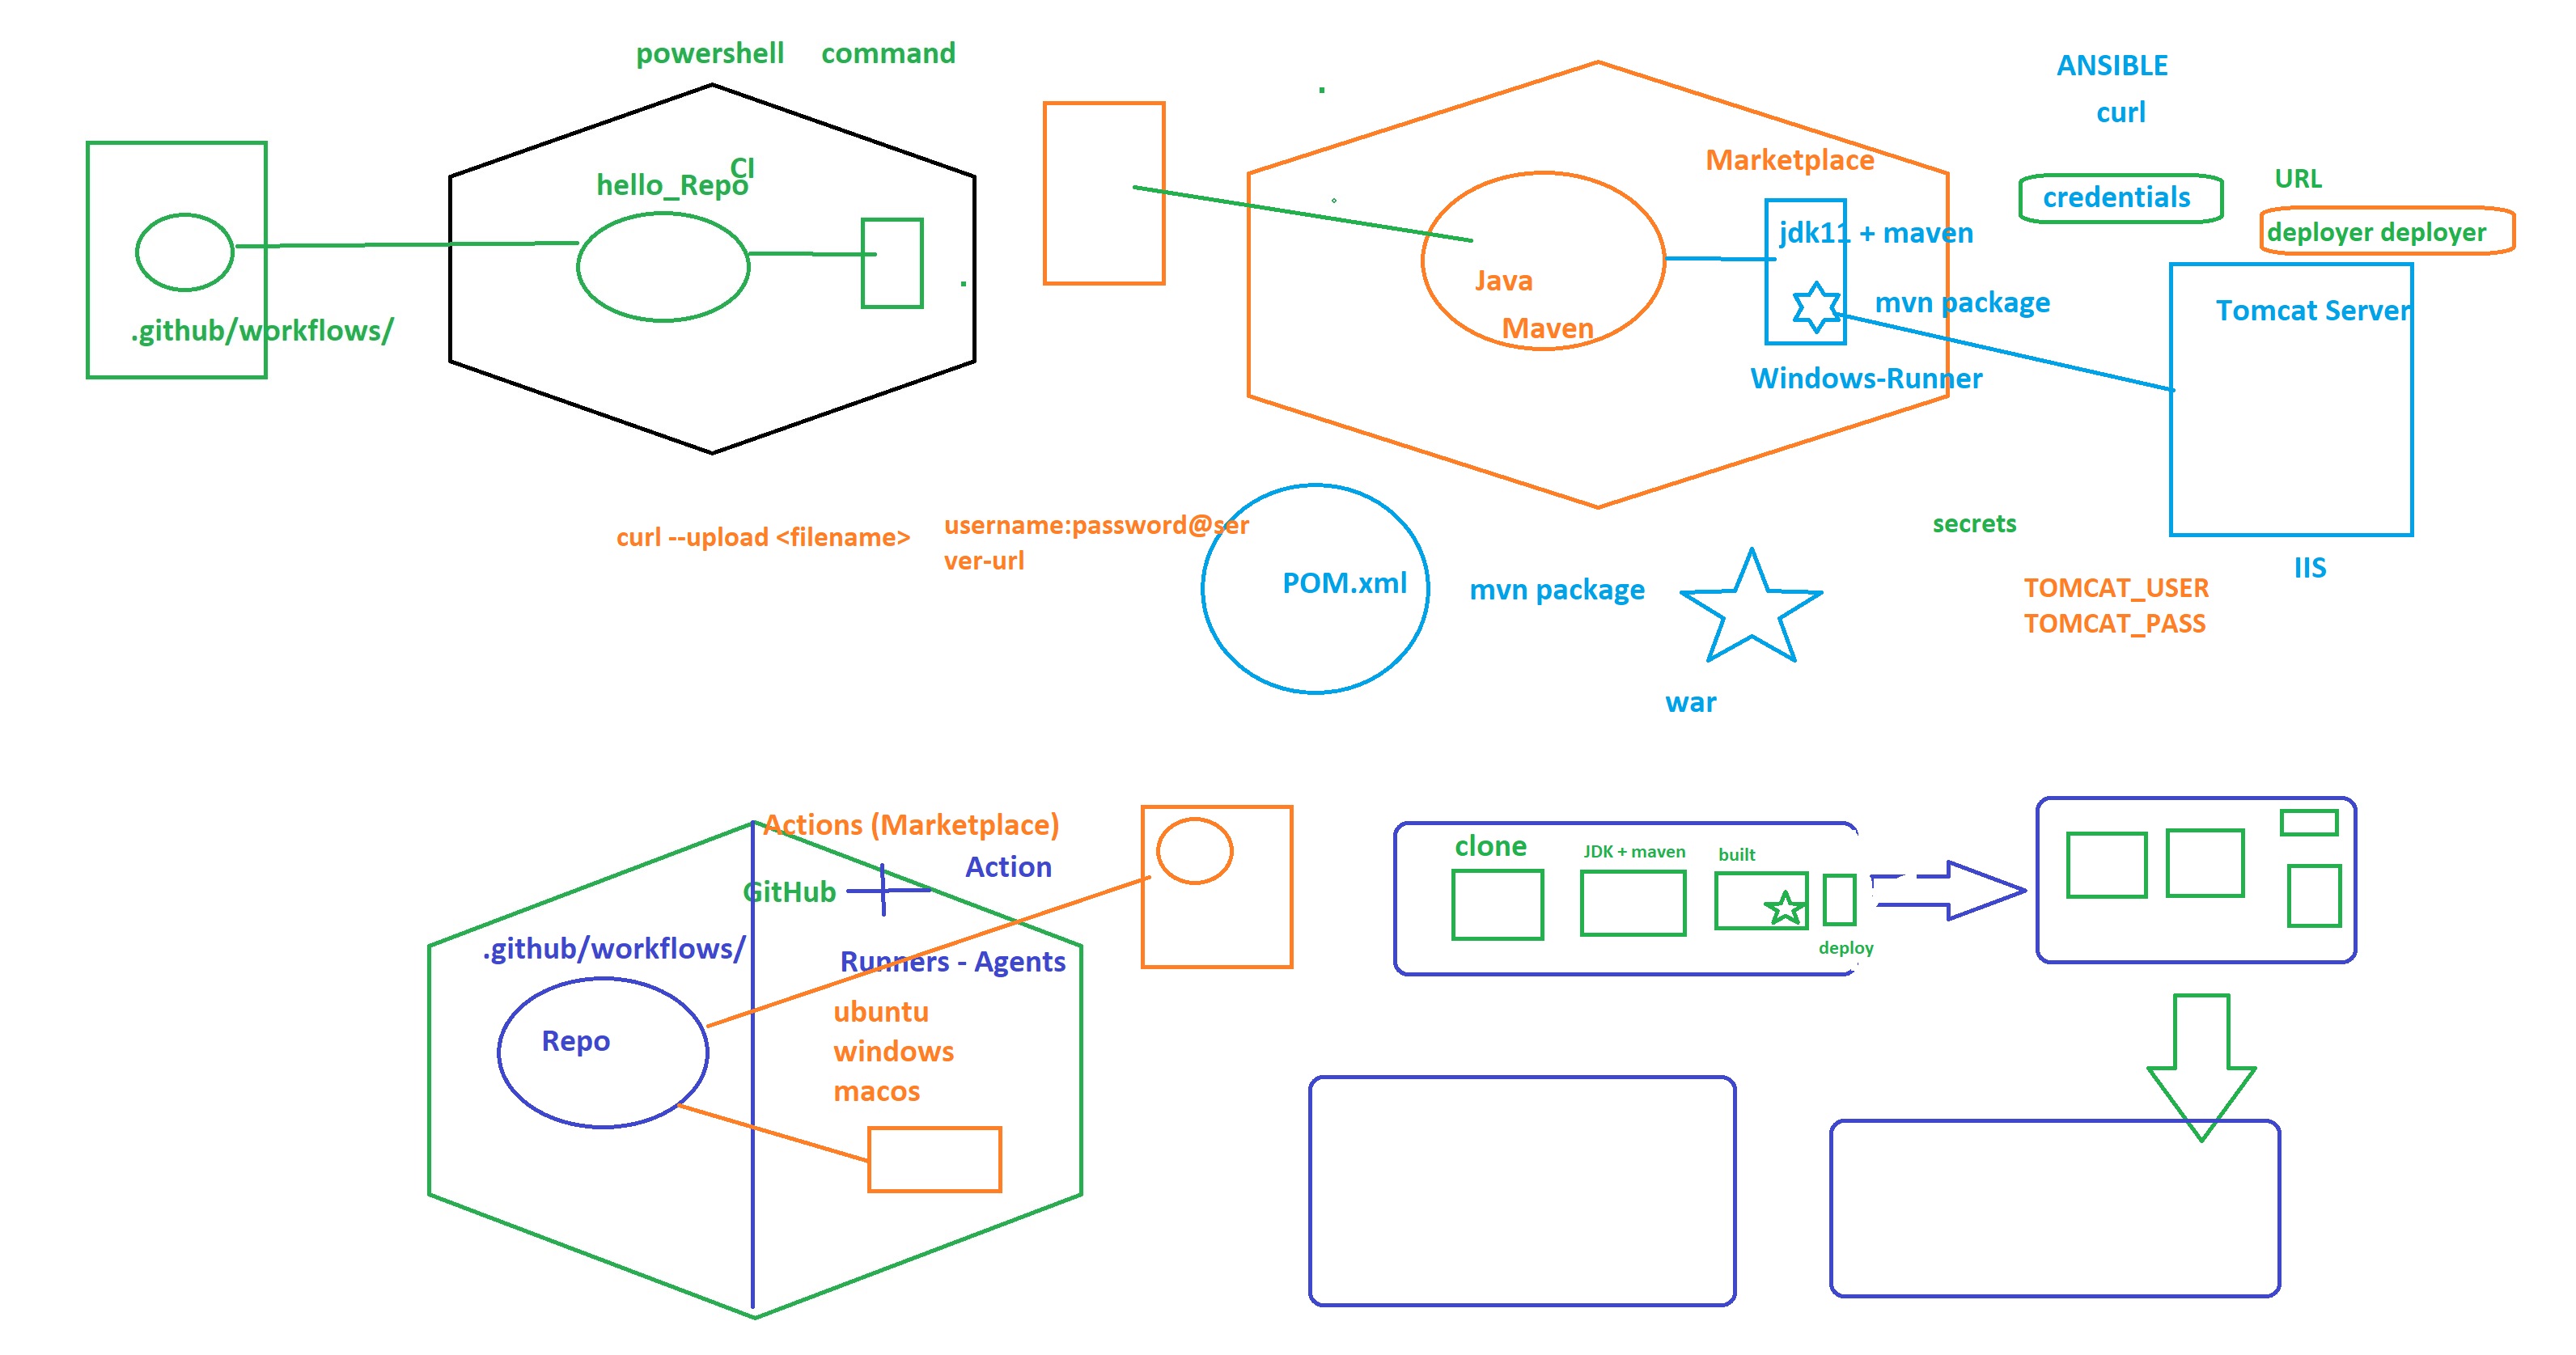 powershell command
CI
hello_Repo
.github/workflows/
Marketplace
jdk11 + maven
Java
Maven
mvn package
Windows-Runner
ANSIBLE
curl
credentials
URL
deployer deployer
Tomcat Server
IIS
secrets
TOMCAT_USER
TOMCAT_PASS
curl --upload <filename>
username:password@ser
ver-url
POM.xml
mvn package
war
Actions (Marketplace)
Action
GitHub
.github/workflows/
Runners - Agents
Repo
ubuntu
windows
macos
clone
JDK + maven
built
deploy